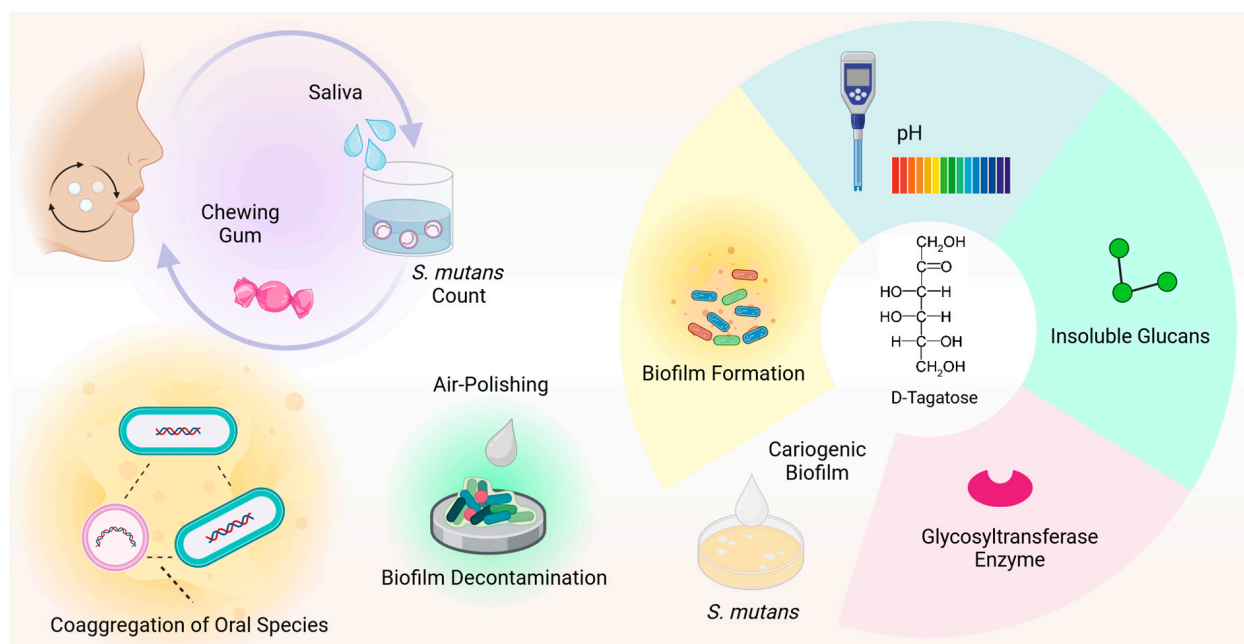 Saliva
Chewing
Gum
S. mutans
Count
Coaggregation of Oral Species
Air-Polishing
Biofilm Decontamination
pH
Biofilm Formation
CH2OH
C=O
HO–C–H
HO–C–H
H–C–OH
CH2OH
D-Tagatose
Insoluble Glucans
Cariogenic
Biofilm
S. mutans
Glycosyltransferase
Enzyme